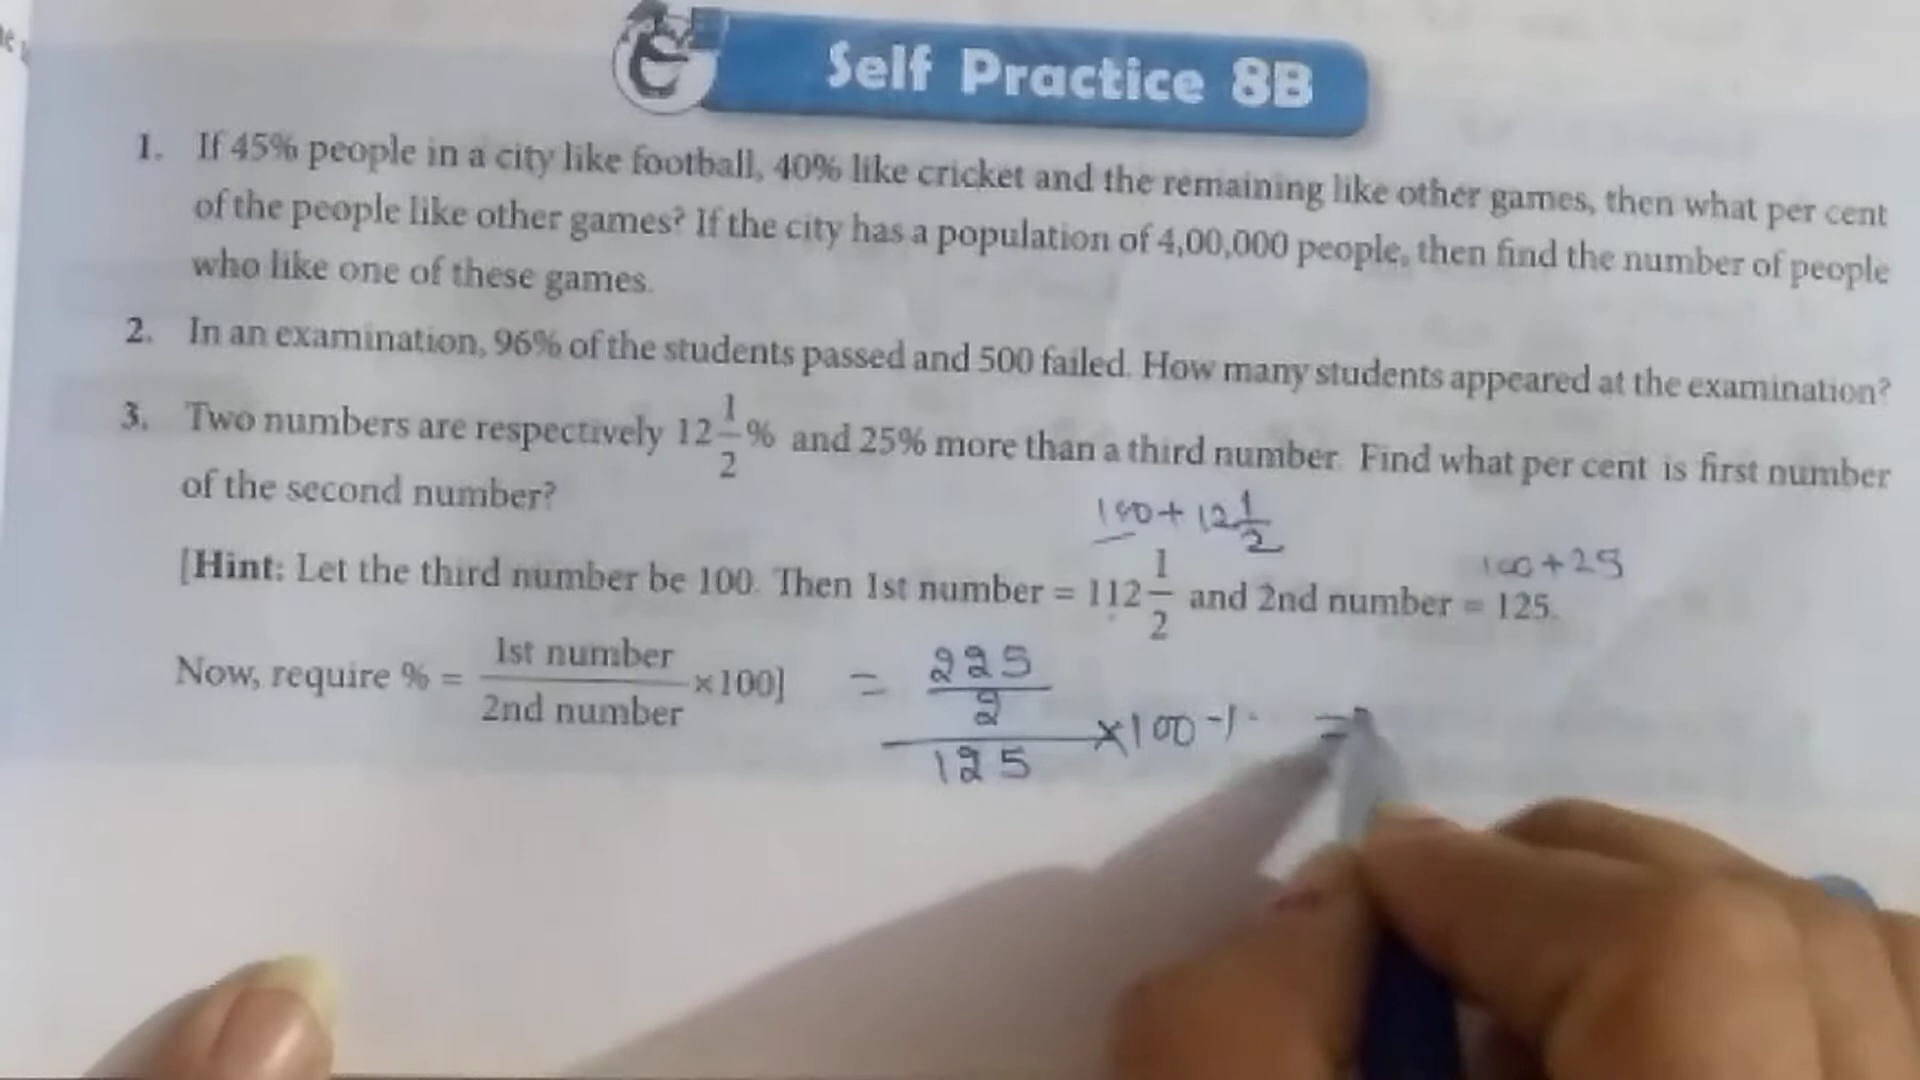 Self Practice 8B
1. If 45% people in a city like football, 40% like cricket and the remaining like other games, then what per cent
of the people like other games? If the city has a population of 4,00,000 people, then find the number of people
who like one of these games.
2. In an examination, 96% of the students passed and 500 failed. How many students appeared at the examination?
3. Two numbers are respectively 12 1/2 % and 25% more than a third number. Find what per cent is first number
of the second number?
100 + 12 1/2
100 + 25
[Hint: Let the third number be 100. Then 1st number = 112 1/2 and 2nd number = 125.
Now, require % = 1st number / 2nd number ×100] = 225/2 / 125 ×100 % =